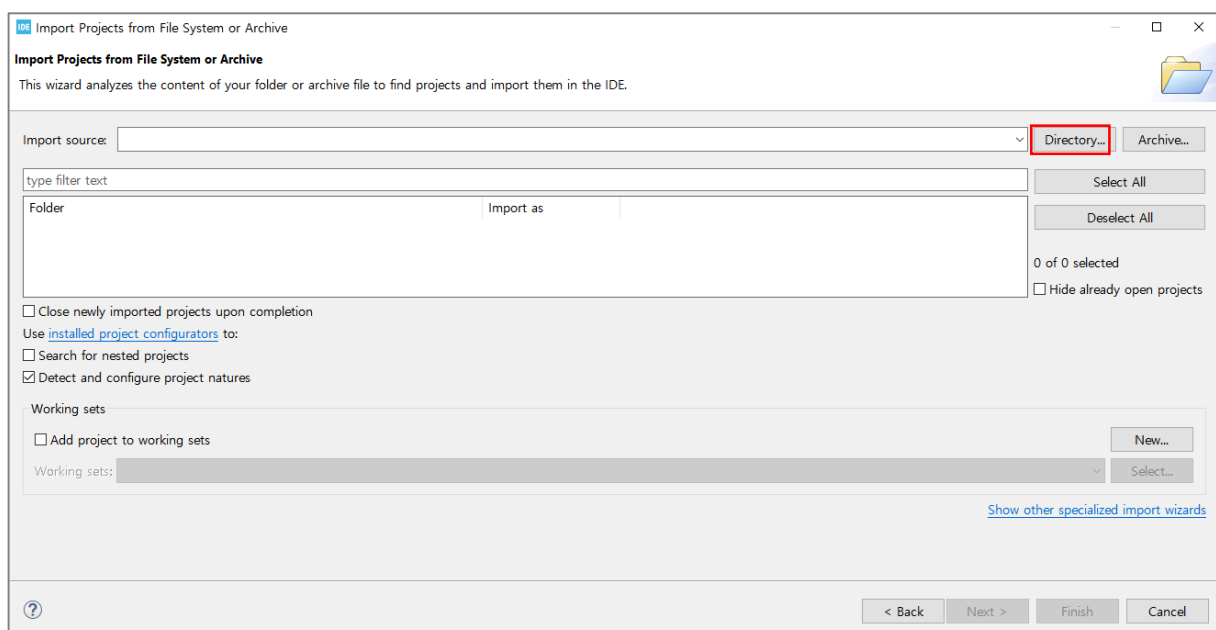 IDE Import Projects from File System or Archive
Import Projects from File System or Archive
This wizard analyzes the content of your folder or archive file to find projects and import them in the IDE.
Import source: Directory... Archive...
type filter text
Select All
Folder Import as
Deselect All
0 of 0 selected
Hide already open projects
Close newly imported projects upon completion
Use installed project configurators to:
Search for nested projects
Detect and configure project natures
Working sets
Add project to working sets New...
Working sets: Select...
Show other specialized import wizards
? < Back Next > Finish Cancel